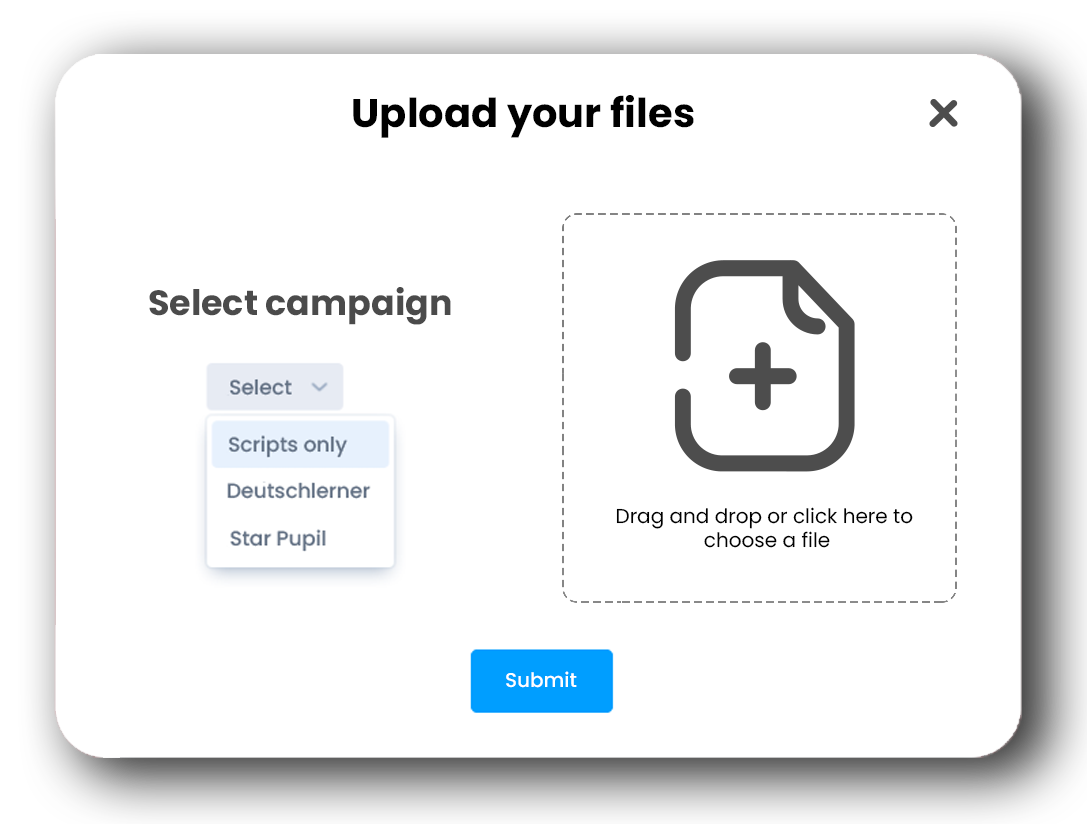 Upload your files
Select campaign
Select
Scripts only
Deutschlerner
Star Pupil
Drag and drop or click here to
choose a file
Submit